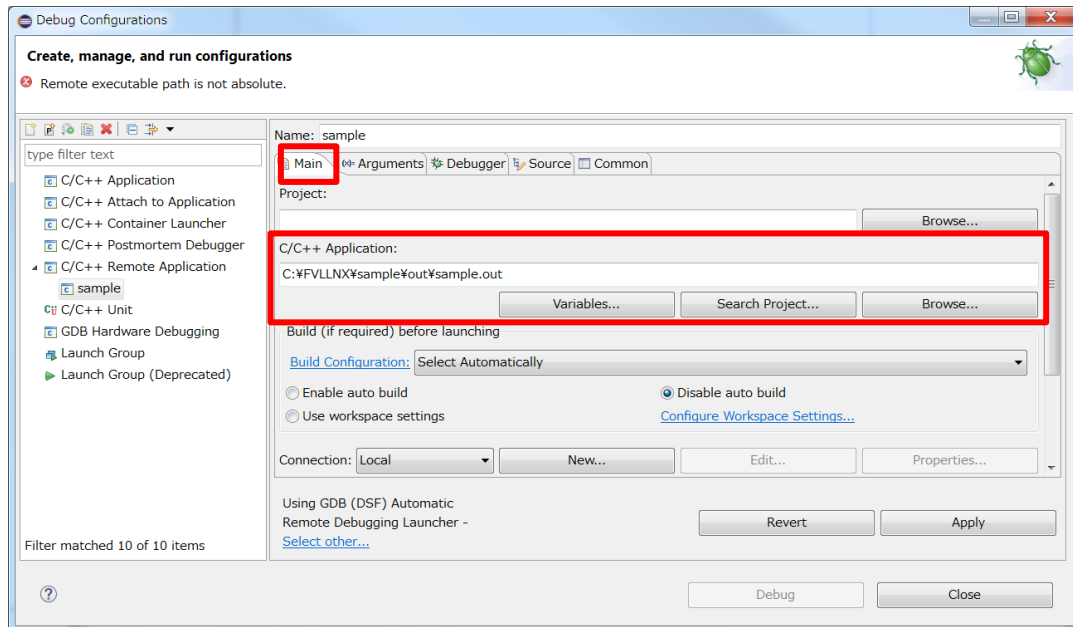 Debug Configurations
Create, manage, and run configurations
Remote executable path is not absolute.
type filter text
C/C++ Application
C/C++ Attach to Application
C/C++ Container Launcher
C/C++ Postmortem Debugger
C/C++ Remote Application
sample
C/C++ Unit
GDB Hardware Debugging
Launch Group
Launch Group (Deprecated)
Filter matched 10 of 10 items
Name: sample
Main Arguments Debugger Source Common
Project:
Browse...
C/C++ Application:
C:¥FVLLNX¥sample¥out¥sample.out
Variables... Search Project... Browse...
Build (if required) before launching
Build Configuration: Select Automatically
Enable auto build Disable auto build
Use workspace settings Configure Workspace Settings...
Connection: Local New... Edit... Properties...
Using GDB (DSF) Automatic
Remote Debugging Launcher -
Select other...
Revert Apply
Debug Close